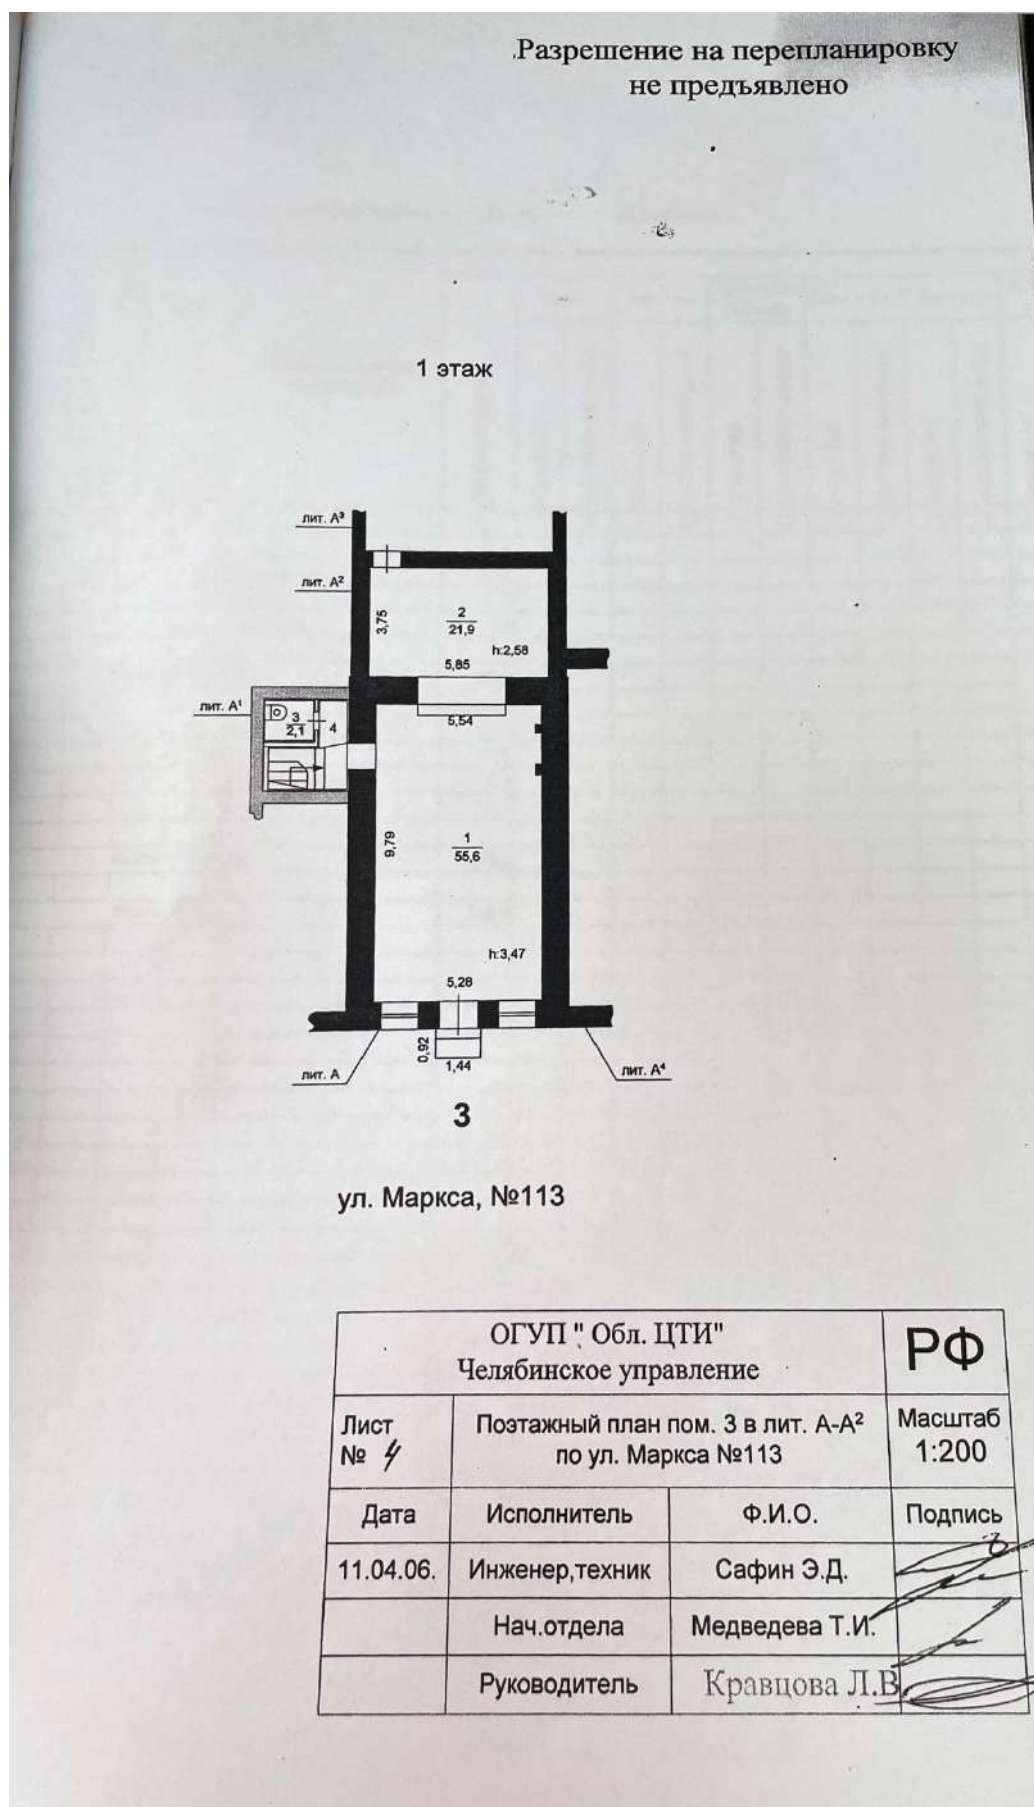 Разрешение на перепланировку
не предъявлено
1 этаж
лит. А³
лит. А²
3,75
2
21,9
h:2,58
5,85
лит. А¹
3
2,1
4
5,54
9,79
1
55,6
h:3,47
5,28
0,92
1,44
лит. А
лит. А⁴
3
ул. Маркса, №113
ОГУП " Обл. ЦТИ"
Челябинское управление
РФ
Лист
№ 4
Поэтажный план пом. 3 в лит. А-А²
по ул. Маркса №113
Масштаб
1:200
Дата
Исполнитель
Ф.И.О.
Подпись
11.04.06.
Инженер,техник
Сафин Э.Д.
Нач.отдела
Медведева Т.И.
Руководитель
Кравцова Л.В